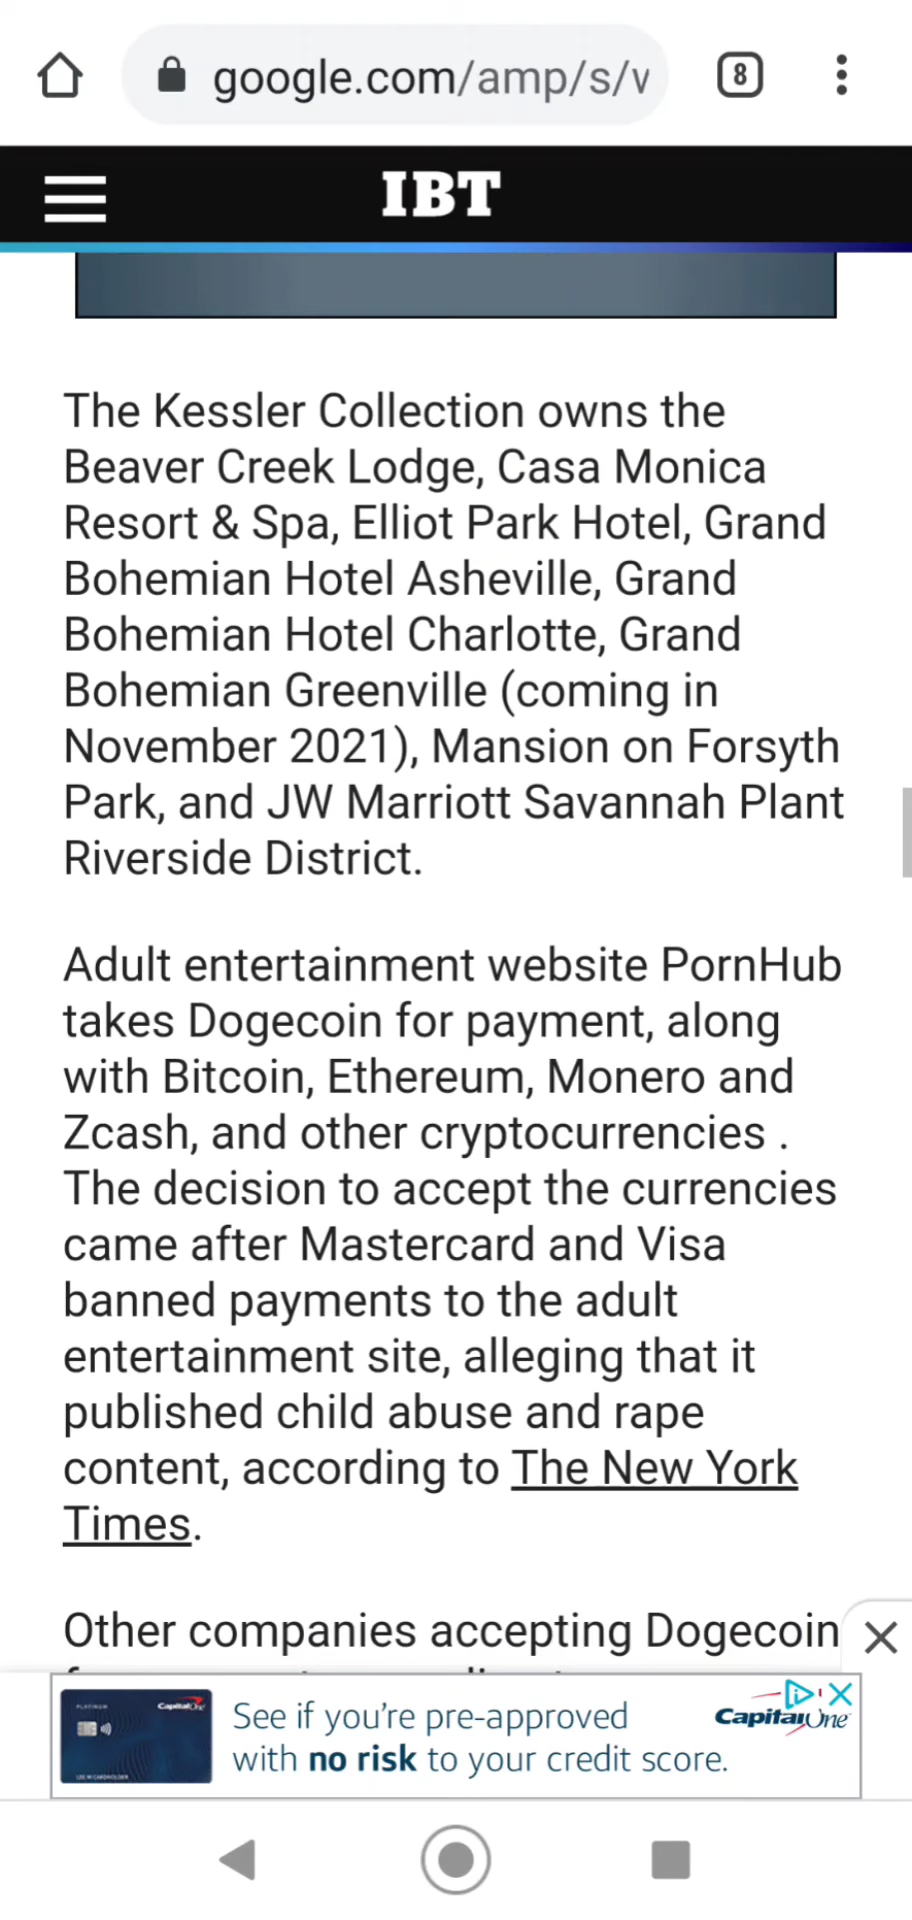 google.com/amp/s/v
8
IBT
The Kessler Collection owns the
Beaver Creek Lodge, Casa Monica
Resort & Spa, Elliot Park Hotel, Grand
Bohemian Hotel Asheville, Grand
Bohemian Hotel Charlotte, Grand
Bohemian Greenville (coming in
November 2021), Mansion on Forsyth
Park, and JW Marriott Savannah Plant
Riverside District.
Adult entertainment website PornHub
takes Dogecoin for payment, along
with Bitcoin, Ethereum, Monero and
Zcash, and other cryptocurrencies .
The decision to accept the currencies
came after Mastercard and Visa
banned payments to the adult
entertainment site, alleging that it
published child abuse and rape
content, according to The New York
Times.
Other companies accepting Dogecoin
PLATINUM
Capital One
See if you're pre-approved
with no risk to your credit score.
Capital One